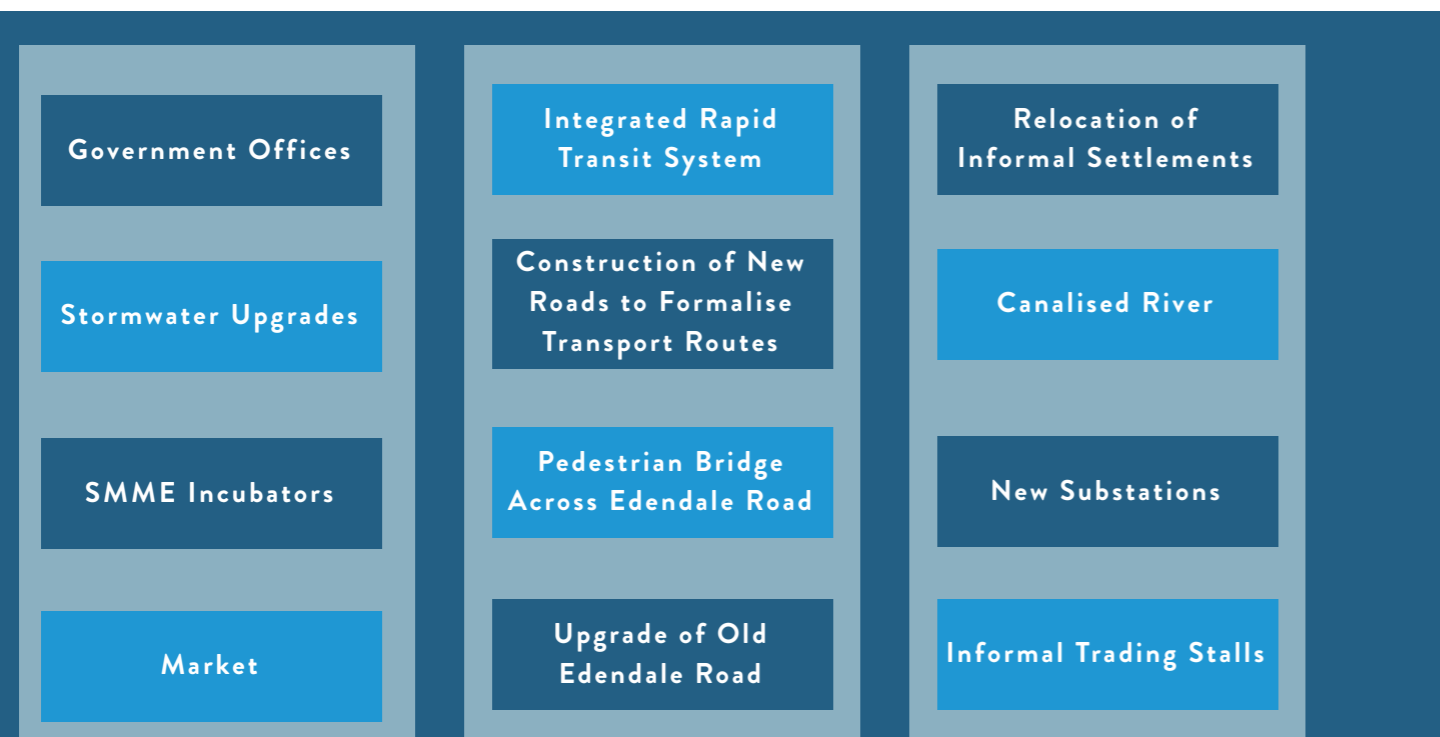 Government Offices
Stormwater Upgrades
SMME Incubators
Market
Integrated Rapid
Transit System
Construction of New
Roads to Formalise
Transport Routes
Pedestrian Bridge
Across Edendale Road
Upgrade of Old
Edendale Road
Relocation of
Informal Settlements
Canalised River
New Substations
Informal Trading Stalls